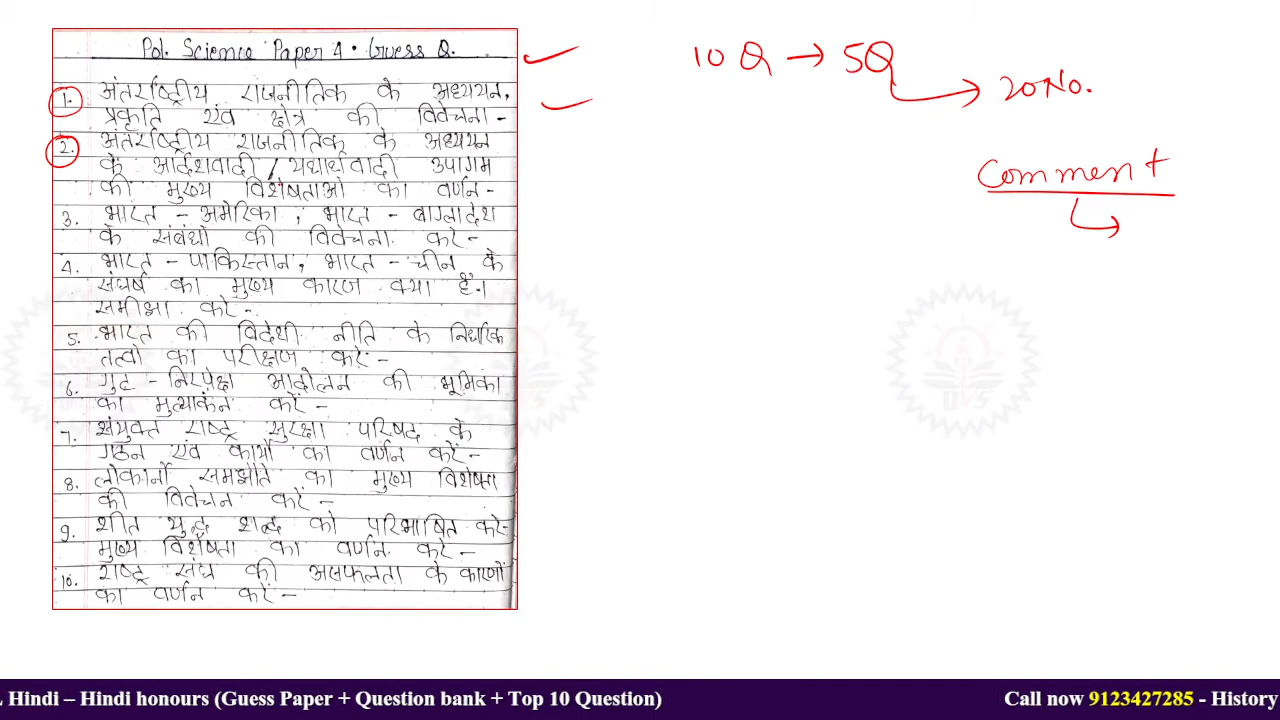 Pol. Science Paper 4. Guess Q.
1. अंतर्राष्ट्रीय राजनीतिक के अध्ययन,
प्रकृति एंव क्षेत्र की विवेचना -
2. अंतर्राष्ट्रीय राजनीतिक के अध्ययन
के आर्दशवादी / यथार्थवादी उपागम
की मुख्य विशेषताओ का वर्णन -
3. भारत - अमेरिका, भारत - बाग्लादेश
के संबंधो की विवेचना करे -
4. भारत - पाकिस्तान, भारत - चीन के
संघर्ष का मुख्य कारण क्या है।
समीक्षा करे -
5. भारत की विदेशी नीति के निर्धारक
तत्वो का परीक्षण करें -
6. गुट - निरपेक्ष आंदोलन की भूमिका
का मुल्यांकन करें -
7. संयुक्त राष्ट्र सुरक्षा परिषद के
गठन एंव कार्यो का वर्णन करें -
8. लोकार्नो समझौते का मुख्य विशेषता
की विवेचन करें -
9. शीत युद्ध शब्द को परिभाषित करे -
मुख्य विशेषता का वर्णन करे -
10. राष्ट्र संघ की असफलता के कारणों
का वर्णन करें -
10 Q → 5Q
20 No.
Comment
L Hindi – Hindi honours (Guess Paper + Question bank + Top 10 Question)
Call now 9123427285 - History